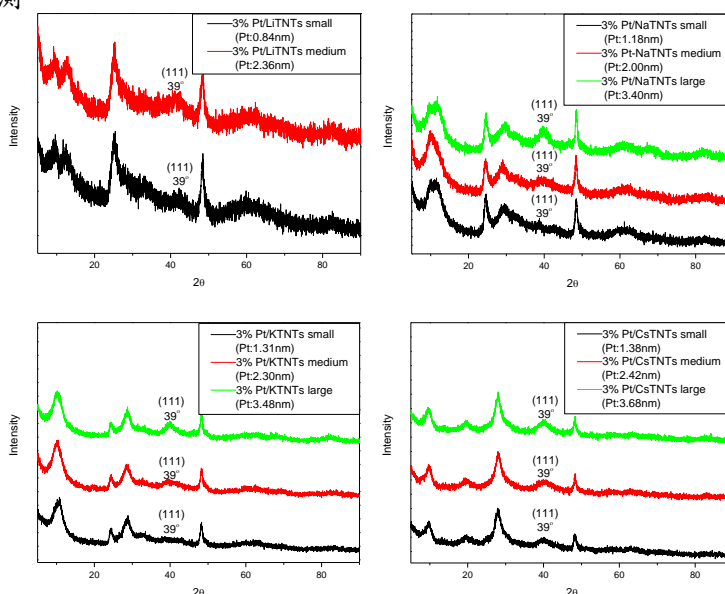 測
3% Pt/LiTNTs small
(Pt:0.84nm)
3% Pt/LiTNTs medium
(Pt:2.36nm)
(111)
39°
(111)
39°
Intensity
20
40
60
80
2θ
3% Pt/NaTNTs small
(Pt:1.18nm)
3% Pt-NaTNTs medium
(Pt:2.00nm)
3% Pt/NaTNTs large
(Pt:3.40nm)
(111)
39°
(111)
39°
(111)
39°
Intensity
20
40
60
80
2θ
3% Pt/KTNTs small
(Pt:1.31nm)
3% Pt/KTNTs medium
(Pt:2.30nm)
3% Pt/KTNTs large
(Pt:3.48nm)
(111)
39°
(111)
39°
(111)
39°
Intensity
20
40
60
80
2θ
3% Pt/CsTNTs small
(Pt:1.38nm)
3% Pt/CsTNTs medium
(Pt:2.42nm)
3% Pt/CsTNTs large
(Pt:3.68nm)
(111)
39°
(111)
39°
(111)
39°
Intensity
20
40
60
80
2θ